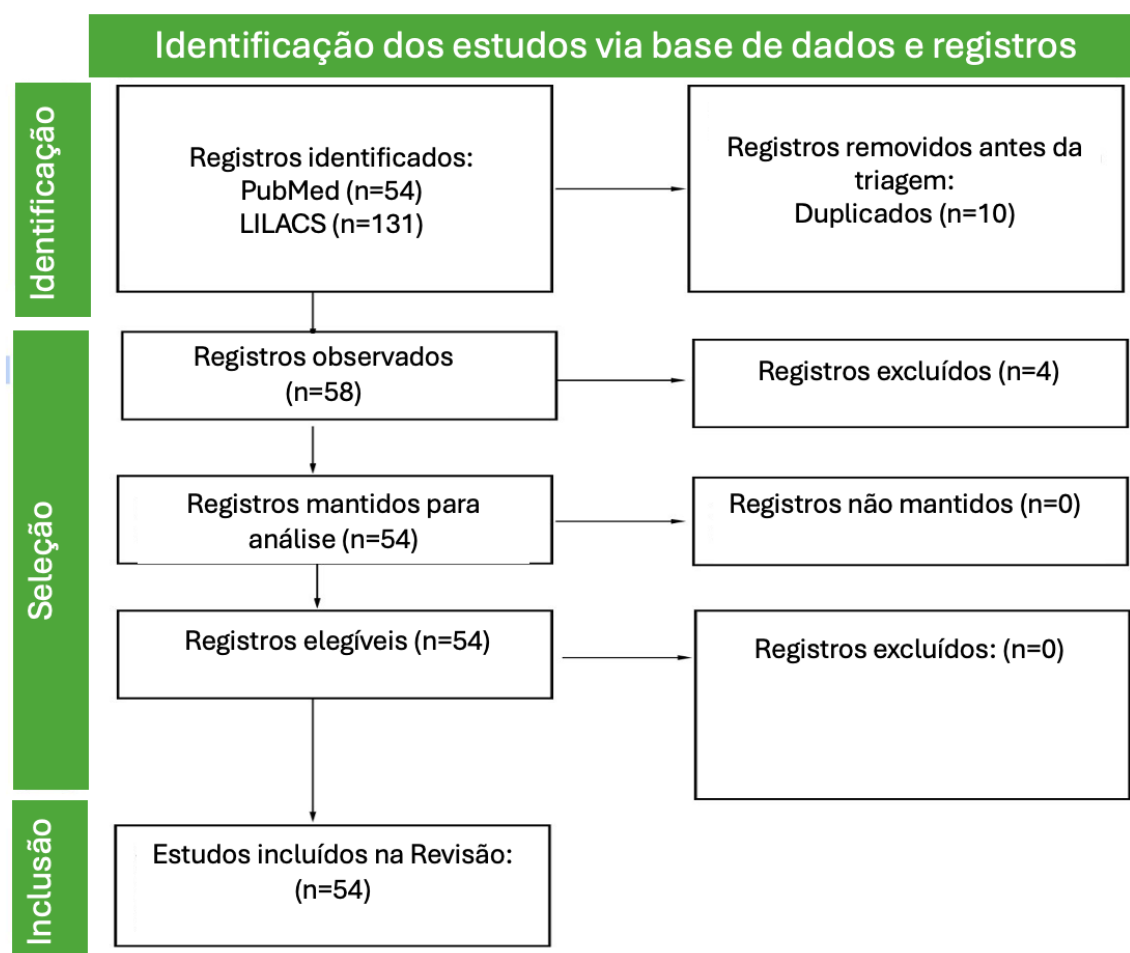 Identificação dos estudos via base de dados e registros
Identificação
Registros identificados:
PubMed (n=54)
LILACS (n=131)
Registros removidos antes da
triagem:
Duplicados (n=10)
Seleção
Registros observados
(n=58)
Registros excluídos (n=4)
Registros mantidos para
análise (n=54)
Registros não mantidos (n=0)
Registros elegíveis (n=54)
Registros excluídos: (n=0)
Inclusão
Estudos incluídos na Revisão:
(n=54)